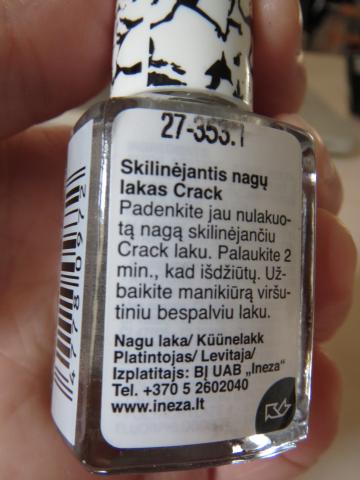 27-353.1
Skilinėjantis nagų
lakas Crack
Padenkite jau nulakuo-
tą nagą skilinėjančiu
Crack laku. Palaukite 2
min., kad išdžiūtų. Už-
baikite manikiūrą viršu-
tiniu bespalviu laku.
Nagu laka/ Küünelakk
Platintojas/ Levitaja/
Izplatitajs: BĮ UAB „Ineza"
Tel. +370 5 2602040
www.ineza.lt